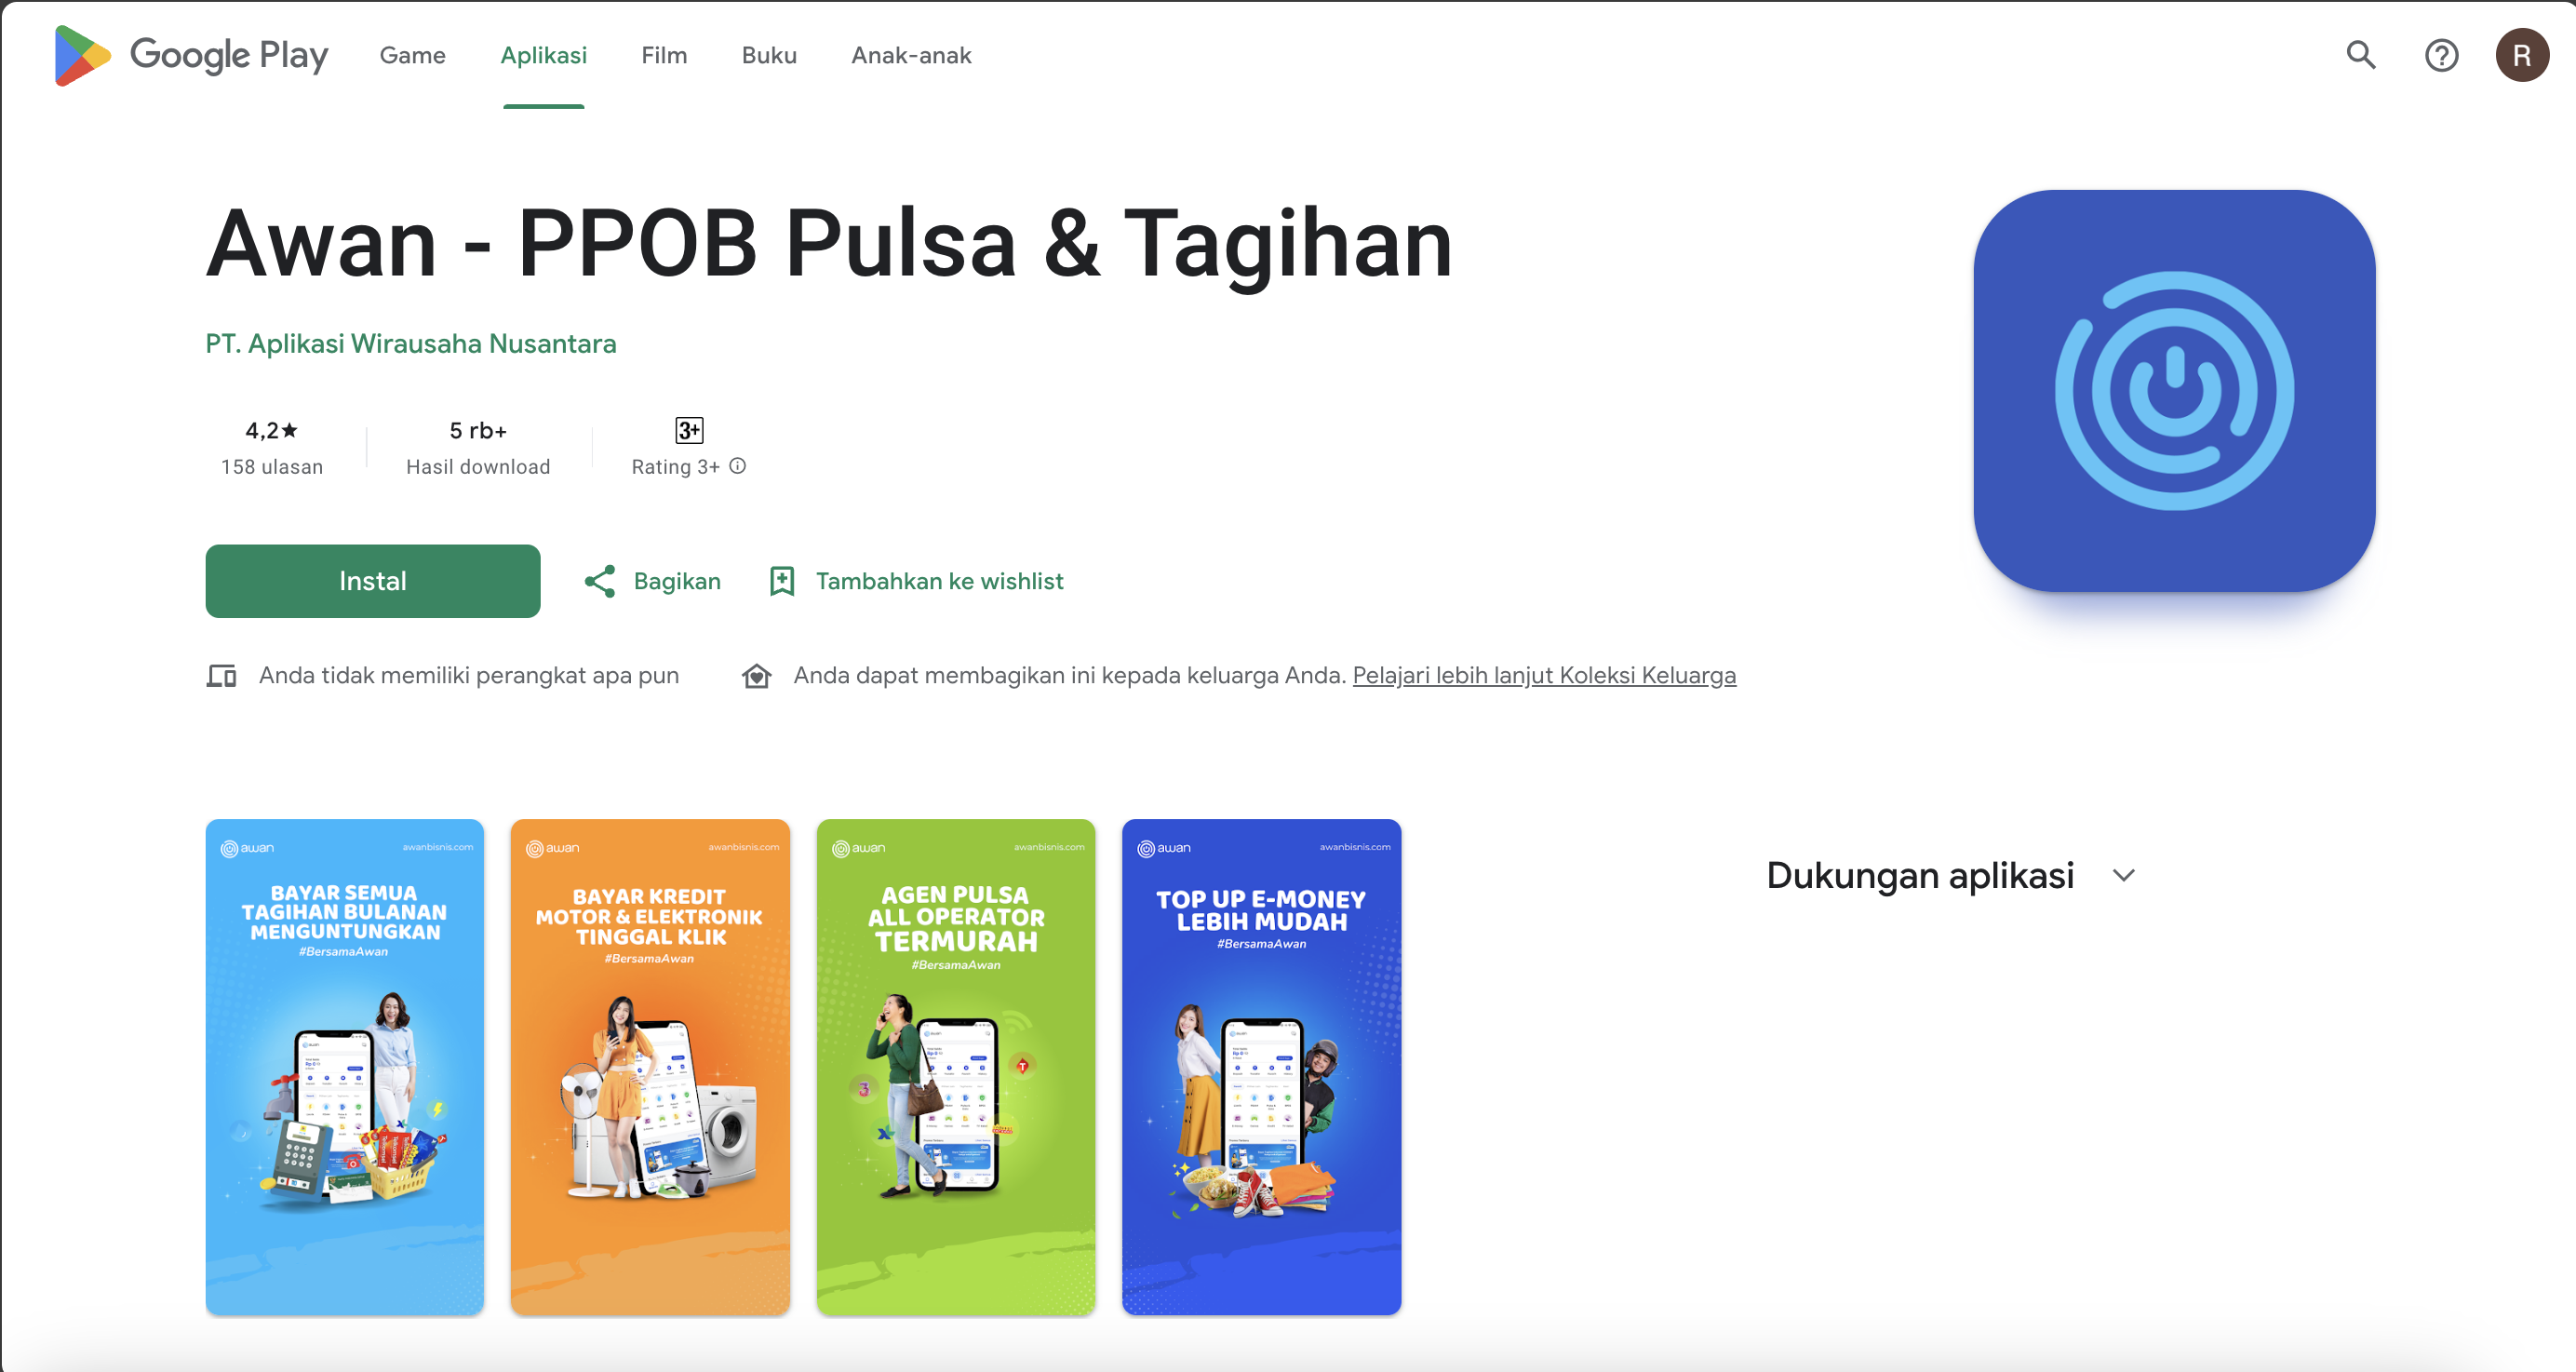 Google Play
Game
Aplikasi
Film
Buku
Anak-anak
R
Awan - PPOB Pulsa & Tagihan
PT. Aplikasi Wirausaha Nusantara
4,2★
158 ulasan
5 rb+
Hasil download
3+
Rating 3+
Instal
Bagikan
Tambahkan ke wishlist
Anda tidak memiliki perangkat apa pun
Anda dapat membagikan ini kepada keluarga Anda. Pelajari lebih lanjut Koleksi Keluarga
awan
awanbisnis.com
BAYAR SEMUA
TAGIHAN BULANAN
MENGUNTUNGKAN
#BersamaAwan
awan
awanbisnis.com
BAYAR KREDIT
MOTOR & ELEKTRONIK
TINGGAL KLIK
#BersamaAwan
awan
awanbisnis.com
AGEN PULSA
ALL OPERATOR
TERMURAH
#BersamaAwan
awan
awanbisnis.com
TOP UP E-MONEY
LEBIH MUDAH
#BersamaAwan
Dukungan aplikasi